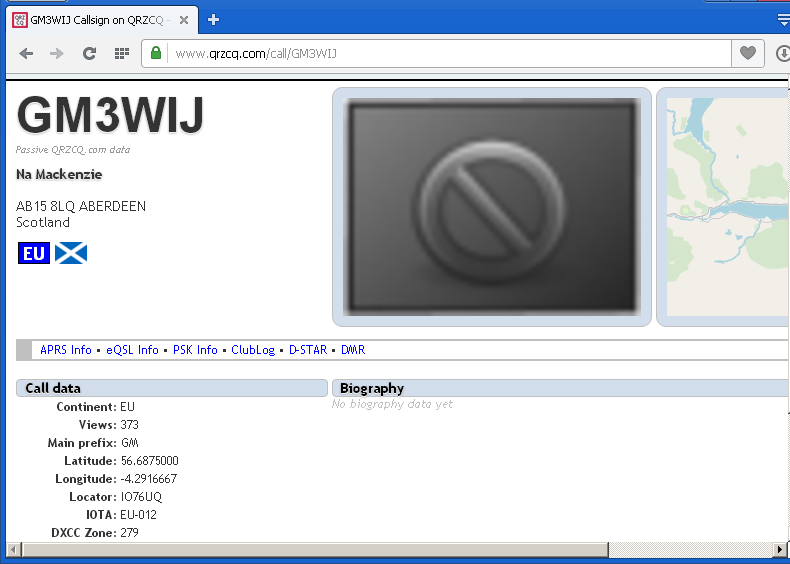 GM3WIJ Callsign on QRZCQ -
www.qrzcq.com/call/GM3WIJ
GM3WIJ
Passive QRZCQ.com data
Na Mackenzie
AB15 8LQ ABERDEEN
Scotland
EU
APRS Info • eQSL Info • PSK Info • ClubLog • D-STAR • DMR
Call data
Continent: EU
Views: 373
Main prefix: GM
Latitude: 56.6875000
Longitude: -4.2916667
Locator: IO76UQ
IOTA: EU-012
DXCC Zone: 279
Biography
No biography data yet